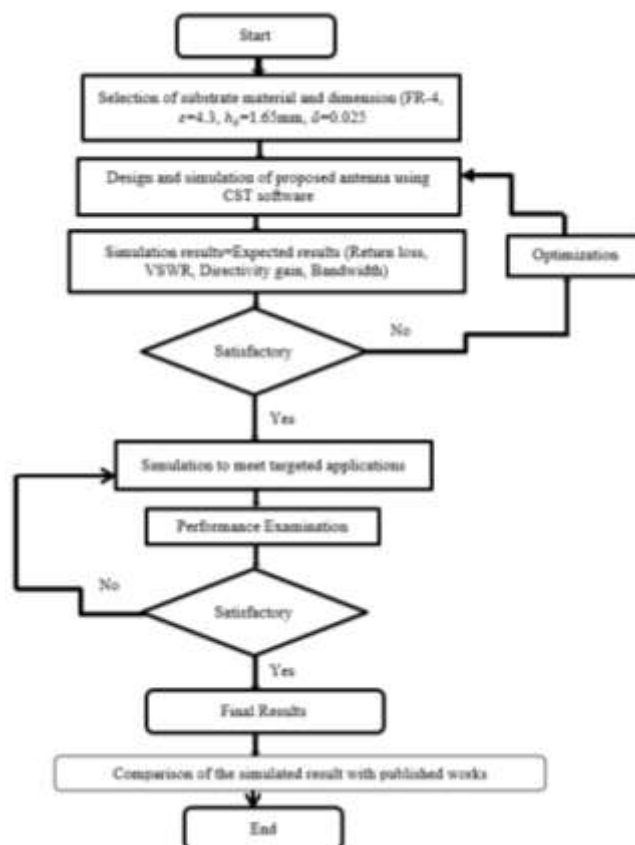 Start
Selection of substrate material and dimension (FR-4,
ε=4.3, hₛ=1.65mm, δ=0.025
Design and simulation of proposed antenna using
CST software
Simulation results=Expected results (Return loss,
VSWR, Directivity gain, Bandwidth)
Optimization
Satisfactory
No
Yes
Simulation to meet targeted applications
Performance Examination
No
Satisfactory
Yes
Final Results
Comparison of the simulated result with published works
End